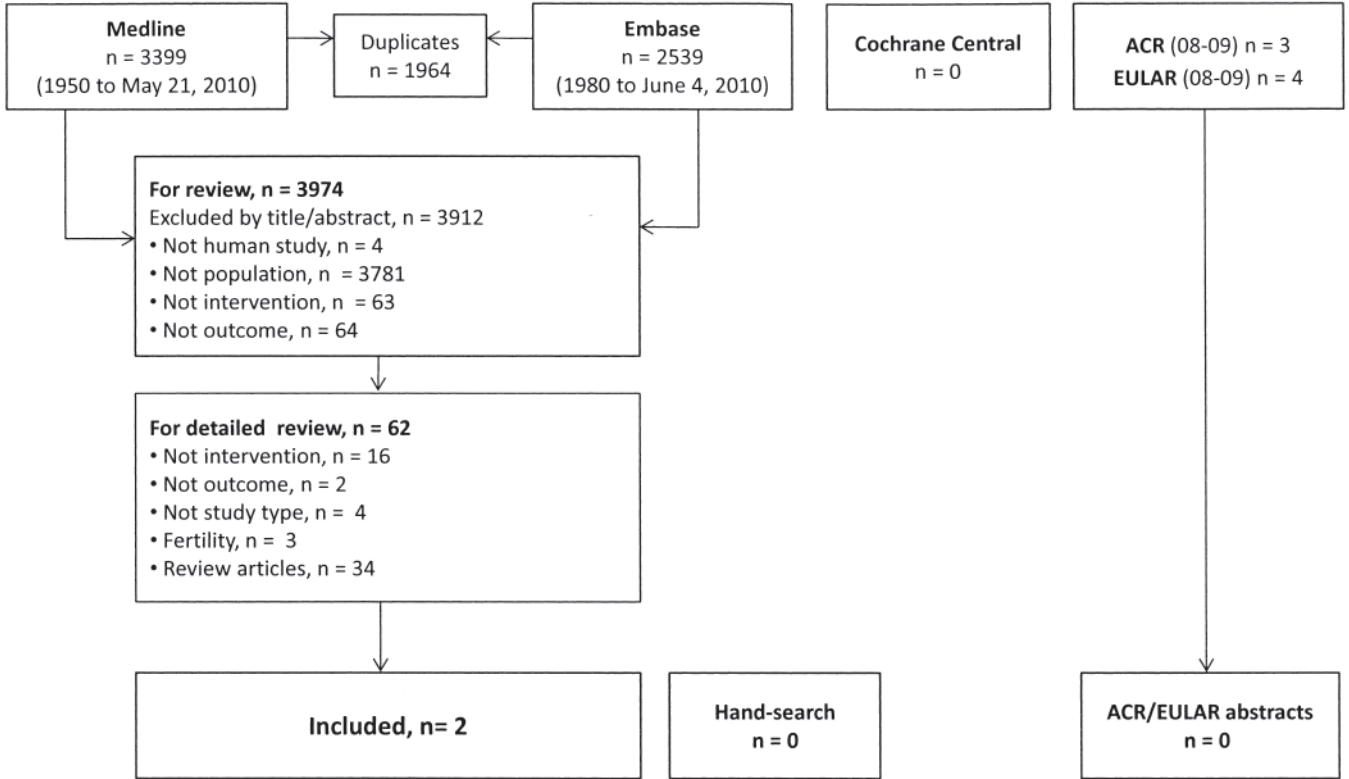 Medline
n = 3399
(1950 to May 21, 2010)
Duplicates
n = 1964
Embase
n = 2539
(1980 to June 4, 2010)
Cochrane Central
n = 0
ACR (08-09) n = 3
EULAR (08-09) n = 4
For review, n = 3974
Excluded by title/abstract, n = 3912
• Not human study, n = 4
• Not population, n = 3781
• Not intervention, n = 63
• Not outcome, n = 64
For detailed review, n = 62
• Not intervention, n = 16
• Not outcome, n = 2
• Not study type, n = 4
• Fertility, n = 3
• Review articles, n = 34
Included, n= 2
Hand-search
n = 0
ACR/EULAR abstracts
n = 0